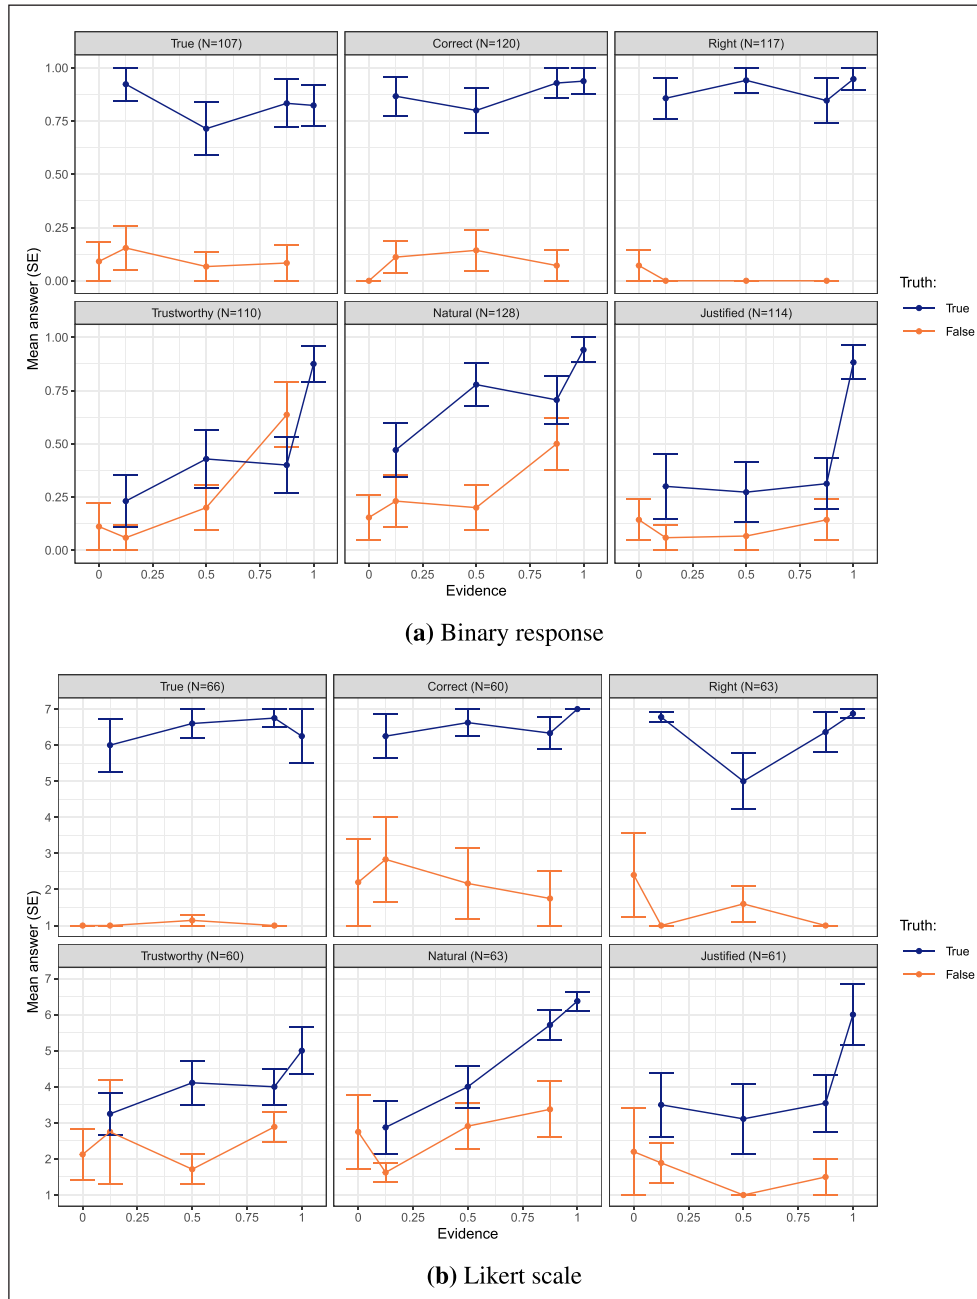 True (N=107) Correct (N=120) Right (N=117)
1.00
0.75
0.50
0.25
0.00
Trustworthy (N=110) Natural (N=128) Justified (N=114)
1.00
0.75
0.50
0.25
0.00
0 0.25 0.5 0.75 1 0 0.25 0.5 0.75 1 0 0.25 0.5 0.75 1
Mean answer (SE)
Evidence
Truth:
True
False
(a) Binary response
True (N=66) Correct (N=60) Right (N=63)
7
6
5
4
3
2
1
Trustworthy (N=60) Natural (N=63) Justified (N=61)
7
6
5
4
3
2
1
0 0.25 0.5 0.75 1 0 0.25 0.5 0.75 1 0 0.25 0.5 0.75 1
Mean answer (SE)
Evidence
Truth:
True
False
(b) Likert scale